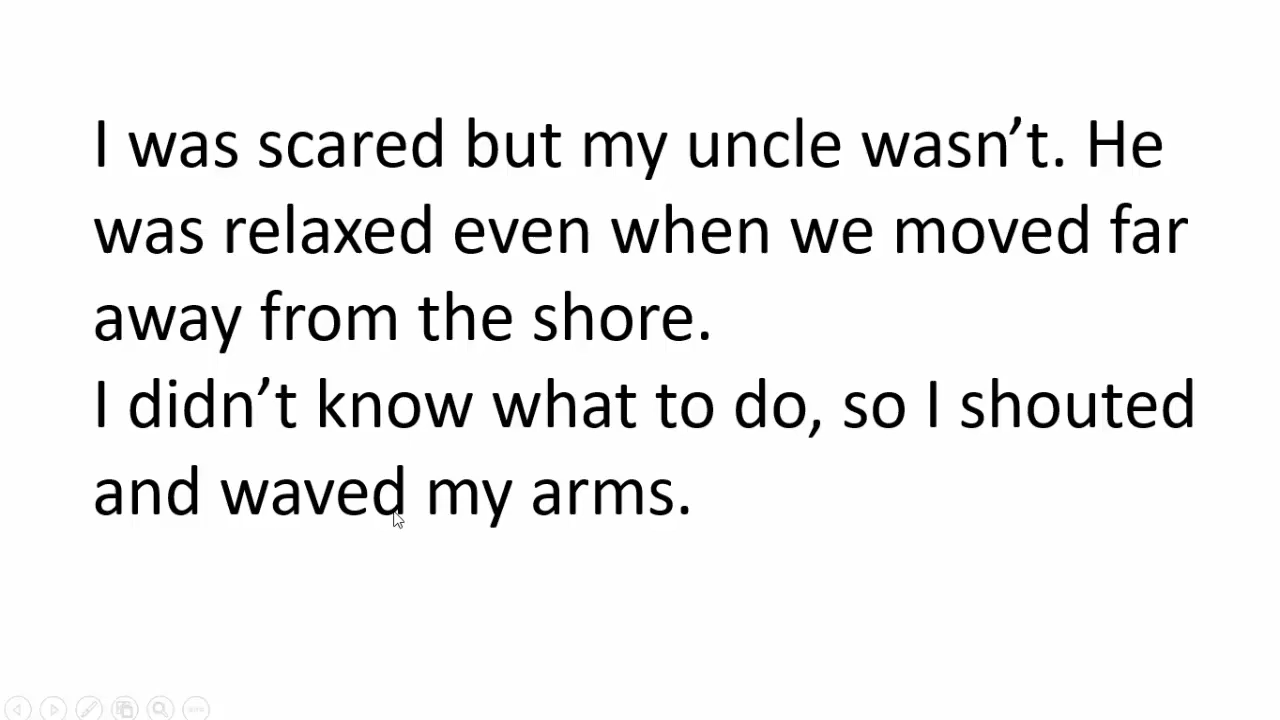 I was scared but my uncle wasn’t. He
was relaxed even when we moved far
away from the shore.
I didn’t know what to do, so I shouted
and waved my arms.